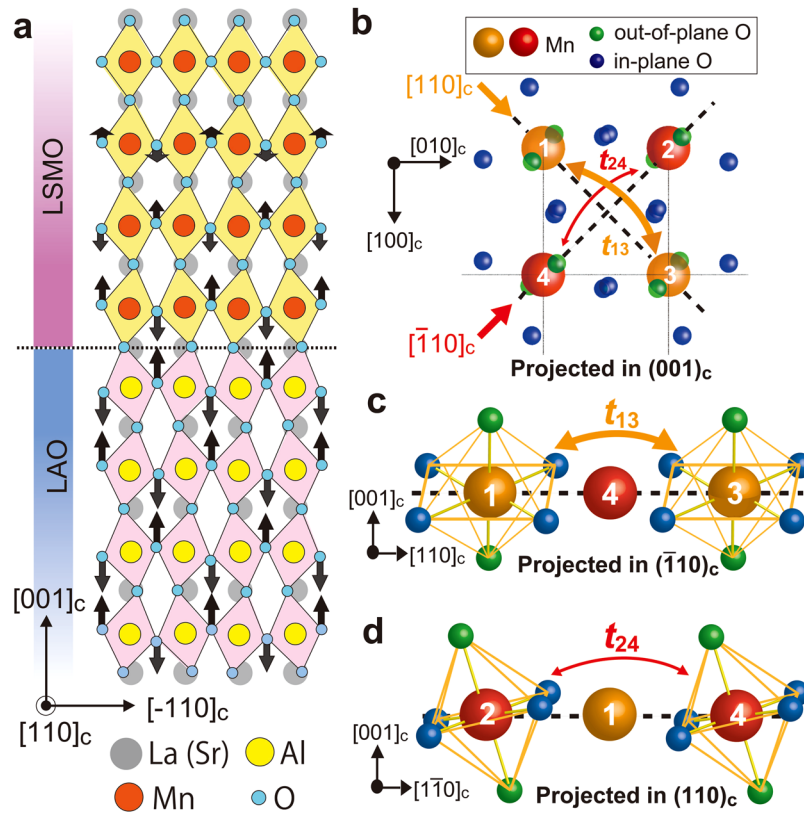 a
LSMO
LAO
[001]c
[110]c
[-110]c
La (Sr)
Al
Mn
O
b
Mn
out-of-plane O
in-plane O
[110]c
[010]c
[100]c
1
2
t24
t13
4
3
[1̄10]c
Projected in (001)c
c
t13
1
4
3
[001]c
[110]c
Projected in (1̄10)c
d
t24
2
1
4
[001]c
[11̄0]c
Projected in (110)c